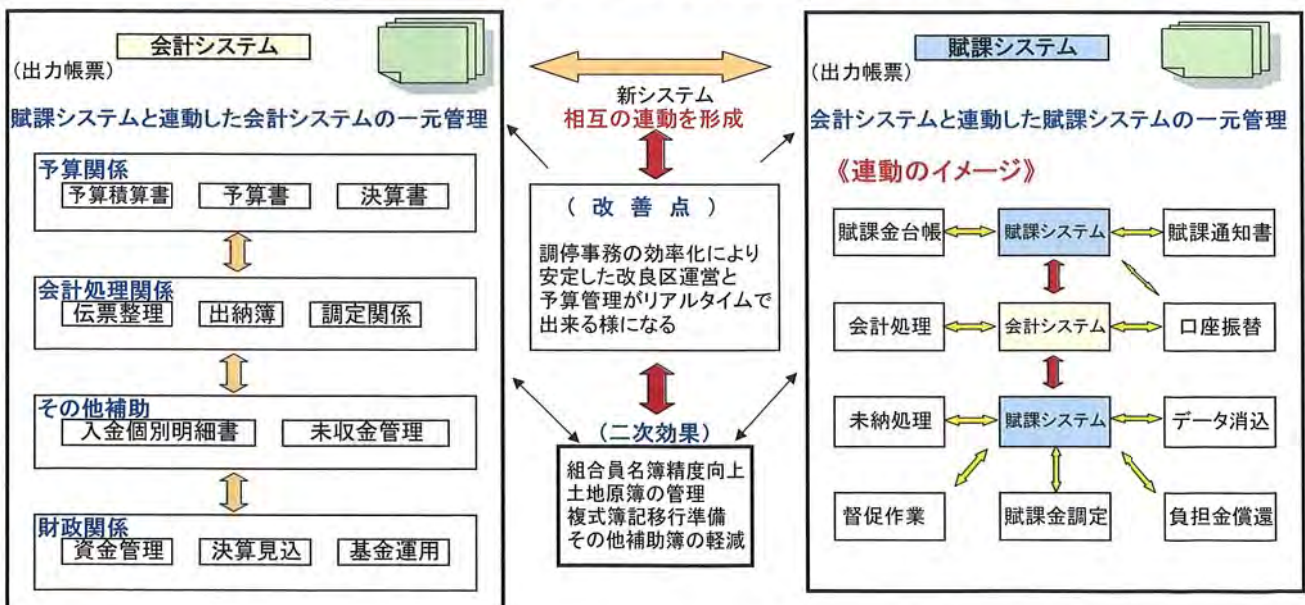 会計システム
(出力帳票)
賦課システムと連動した会計システムの一元管理
予算関係
予算積算書 予算書 決算書
会計処理関係
伝票整理 出納簿 調定関係
その他補助
入金個別明細書 未収金管理
財政関係
資金管理 決算見込 基金運用
新システム
相互の連動を形成
(改善点)
調停事務の効率化により
安定した改良区運営と
予算管理がリアルタイムで
出来る様になる
(二次効果)
組合員名簿精度向上
土地原簿の管理
複式簿記移行準備
その他補助簿の軽減
賦課システム
(出力帳票)
会計システムと連動した賦課システムの一元管理
《連動のイメージ》
賦課金台帳 賦課システム 賦課通知書
会計処理 会計システム 口座振替
未納処理 賦課システム データ消込
督促作業 賦課金調定 負担金償還